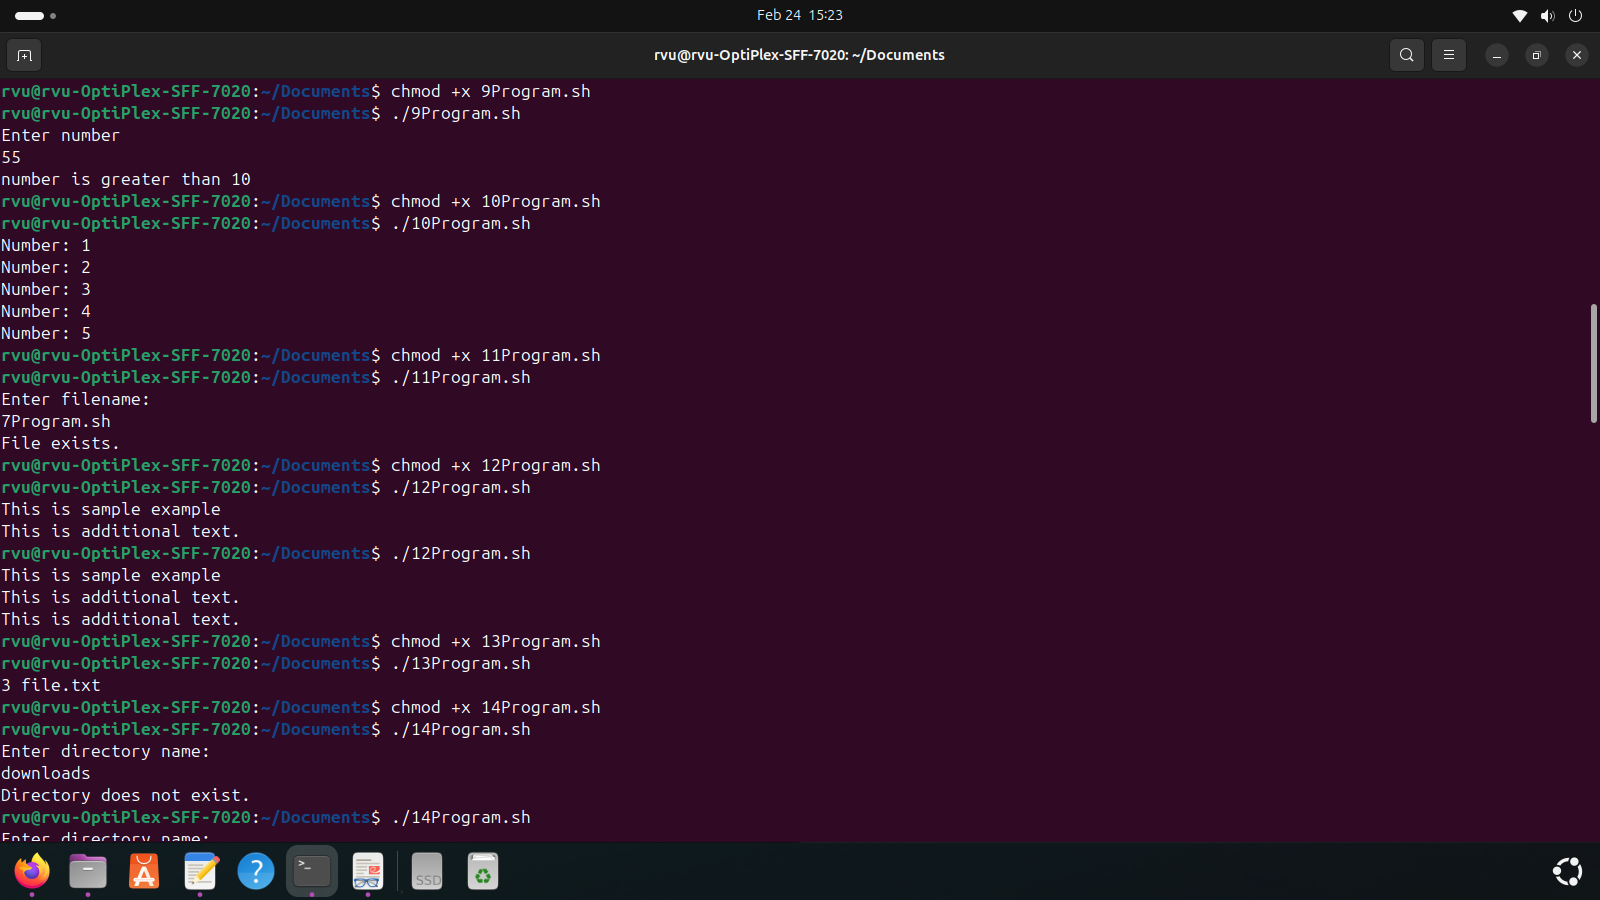 Feb 24 15:23
rvu@rvu-OptiPlex-SFF-7020: ~/Documents
rvu@rvu-OptiPlex-SFF-7020:~/Documents$ chmod +x 9Program.sh
rvu@rvu-OptiPlex-SFF-7020:~/Documents$ ./9Program.sh
Enter number
55
number is greater than 10
rvu@rvu-OptiPlex-SFF-7020:~/Documents$ chmod +x 10Program.sh
rvu@rvu-OptiPlex-SFF-7020:~/Documents$ ./10Program.sh
Number: 1
Number: 2
Number: 3
Number: 4
Number: 5
rvu@rvu-OptiPlex-SFF-7020:~/Documents$ chmod +x 11Program.sh
rvu@rvu-OptiPlex-SFF-7020:~/Documents$ ./11Program.sh
Enter filename:
7Program.sh
File exists.
rvu@rvu-OptiPlex-SFF-7020:~/Documents$ chmod +x 12Program.sh
rvu@rvu-OptiPlex-SFF-7020:~/Documents$ ./12Program.sh
This is sample example
This is additional text.
rvu@rvu-OptiPlex-SFF-7020:~/Documents$ ./12Program.sh
This is sample example
This is additional text.
This is additional text.
rvu@rvu-OptiPlex-SFF-7020:~/Documents$ chmod +x 13Program.sh
rvu@rvu-OptiPlex-SFF-7020:~/Documents$ ./13Program.sh
3 file.txt
rvu@rvu-OptiPlex-SFF-7020:~/Documents$ chmod +x 14Program.sh
rvu@rvu-OptiPlex-SFF-7020:~/Documents$ ./14Program.sh
Enter directory name:
downloads
Directory does not exist.
rvu@rvu-OptiPlex-SFF-7020:~/Documents$ ./14Program.sh
Enter directory name:
SSD